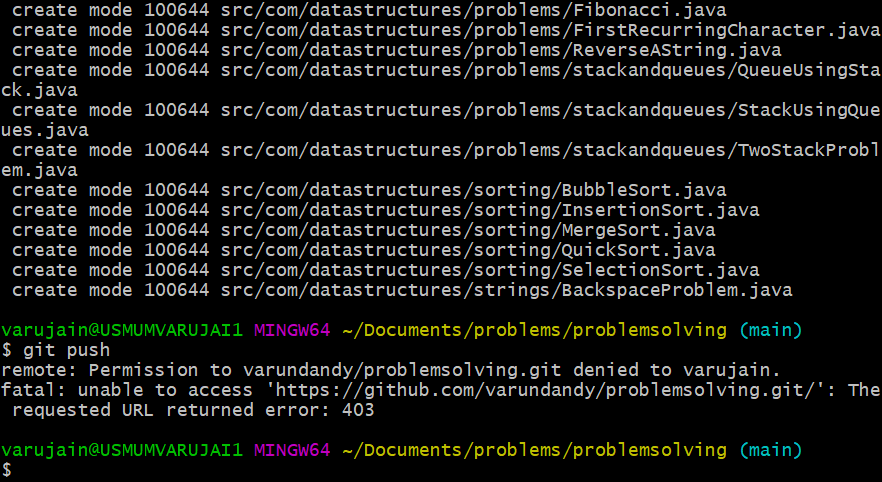 create mode 100644 src/com/datastructures/problems/Fibonacci.java
create mode 100644 src/com/datastructures/problems/FirstRecurringCharacter.java
create mode 100644 src/com/datastructures/problems/ReverseAString.java
create mode 100644 src/com/datastructures/problems/stackandqueues/QueueUsingSta
ck.java
create mode 100644 src/com/datastructures/problems/stackandqueues/StackUsingQue
ues.java
create mode 100644 src/com/datastructures/problems/stackandqueues/TwoStackProbl
em.java
create mode 100644 src/com/datastructures/sorting/BubbleSort.java
create mode 100644 src/com/datastructures/sorting/InsertionSort.java
create mode 100644 src/com/datastructures/sorting/MergeSort.java
create mode 100644 src/com/datastructures/sorting/QuickSort.java
create mode 100644 src/com/datastructures/sorting/SelectionSort.java
create mode 100644 src/com/datastructures/strings/BackspaceProblem.java
varujain@USMUMVARUJAI1 MINGW64 ~/Documents/problems/problemsolving (main)
$ git push
remote: Permission to varundandy/problemsolving.git denied to varujain.
fatal: unable to access 'https://github.com/varundandy/problemsolving.git/': The
requested URL returned error: 403
varujain@USMUMVARUJAI1 MINGW64 ~/Documents/problems/problemsolving (main)
$